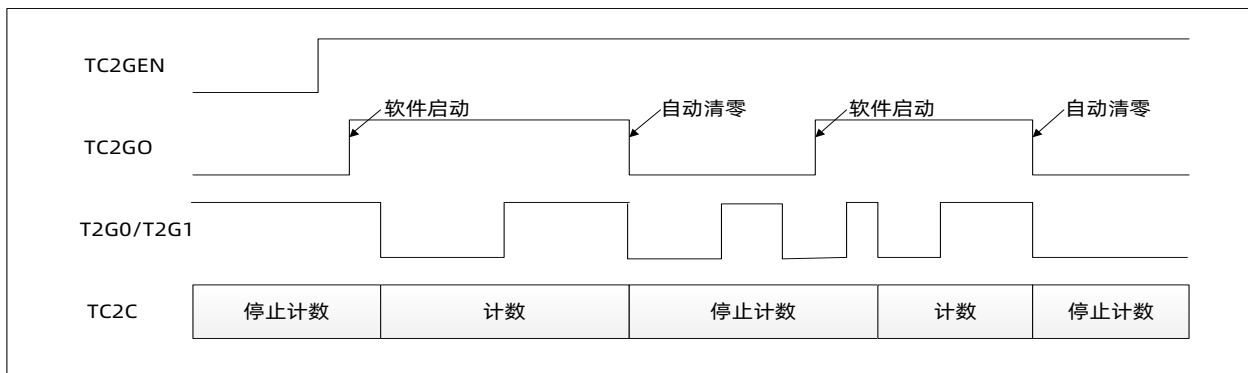 TC2GEN
软件启动 自动清零 软件启动 自动清零
TC2GO
T2G0/T2G1
TC2C 停止计数 计数 停止计数 计数 停止计数